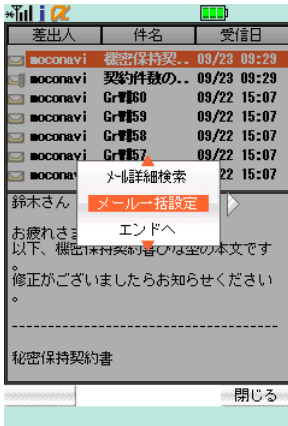 i α
差出人 件名 受信日
moconavi 機密保持契.. 09/23 09:29
moconavi 契約件数の.. 09/23 09:29
moconavi 60 09/22 15:07
moconavi 59 09/22 15:07
moconavi 58 09/22 15:07
moconavi 57 09/22 15:07
mocona 09/22 15:07
メール詳細検索
鈴木さん
メール一括設定
エンドへ
お疲れさま
以下、機密保持契約書ひな型の本文です
。
修正がございましたらお知らせください
。
----------------------------------------
秘密保持契約書
閉じる